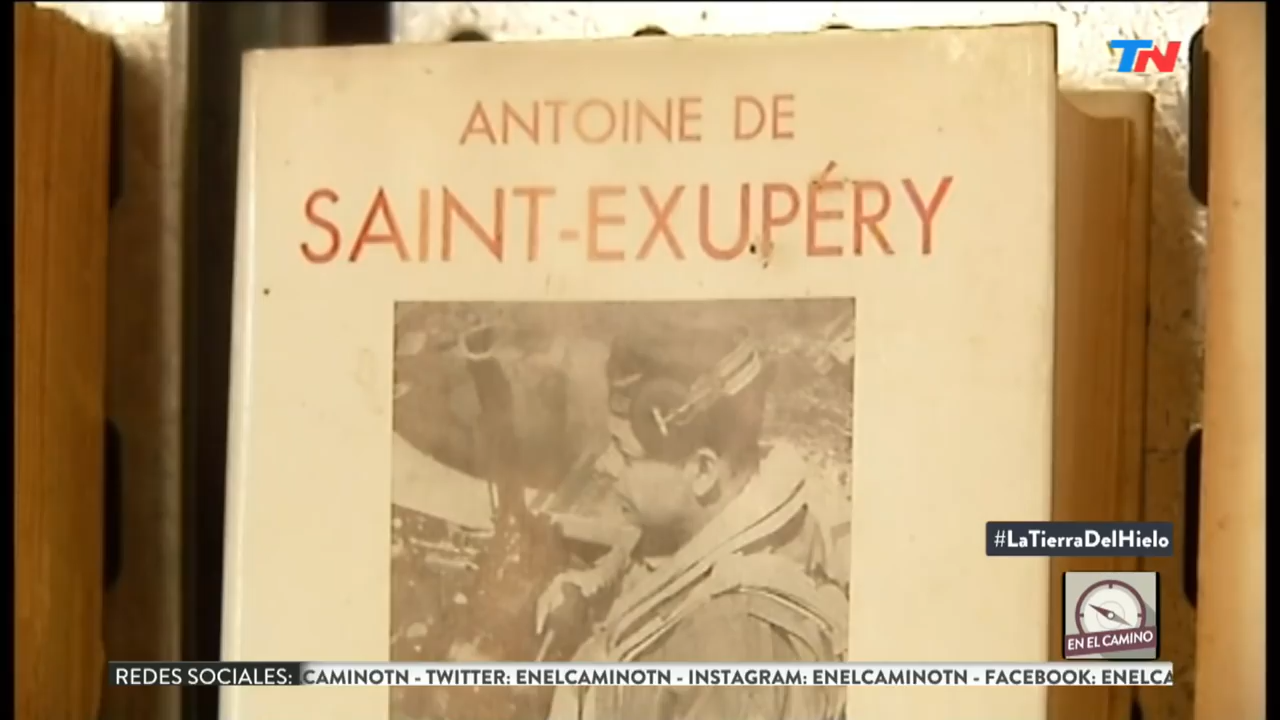 TN
ANTOINE DE
SAINT-EXUPÉRY
#LaTierraDelHielo
EN EL CAMINO
REDES SOCIALES: CAMINOTN - TWITTER: ENELCAMINOTN - INSTAGRAM: ENELCAMINOTN - FACEBOOK: ENELCA